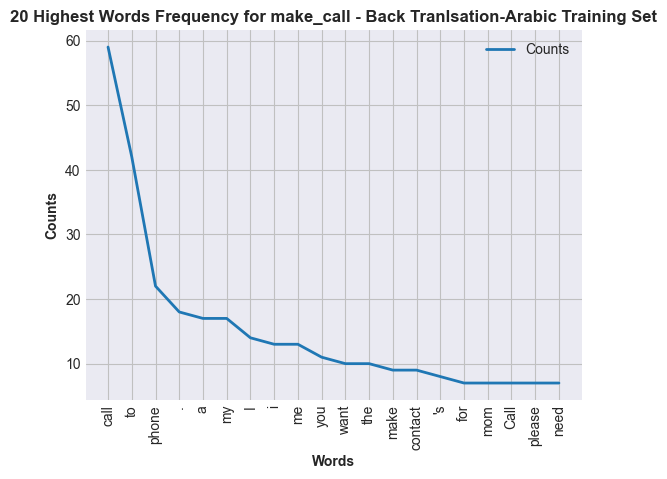 20 Highest Words Frequency for make_call - Back Tranlsation-Arabic Training Set
Counts
60
50
40
30
20
10
Counts
call
to
phone
.
a
my
I
i
me
you
want
the
make
contact
's
for
mom
Call
please
need
Words